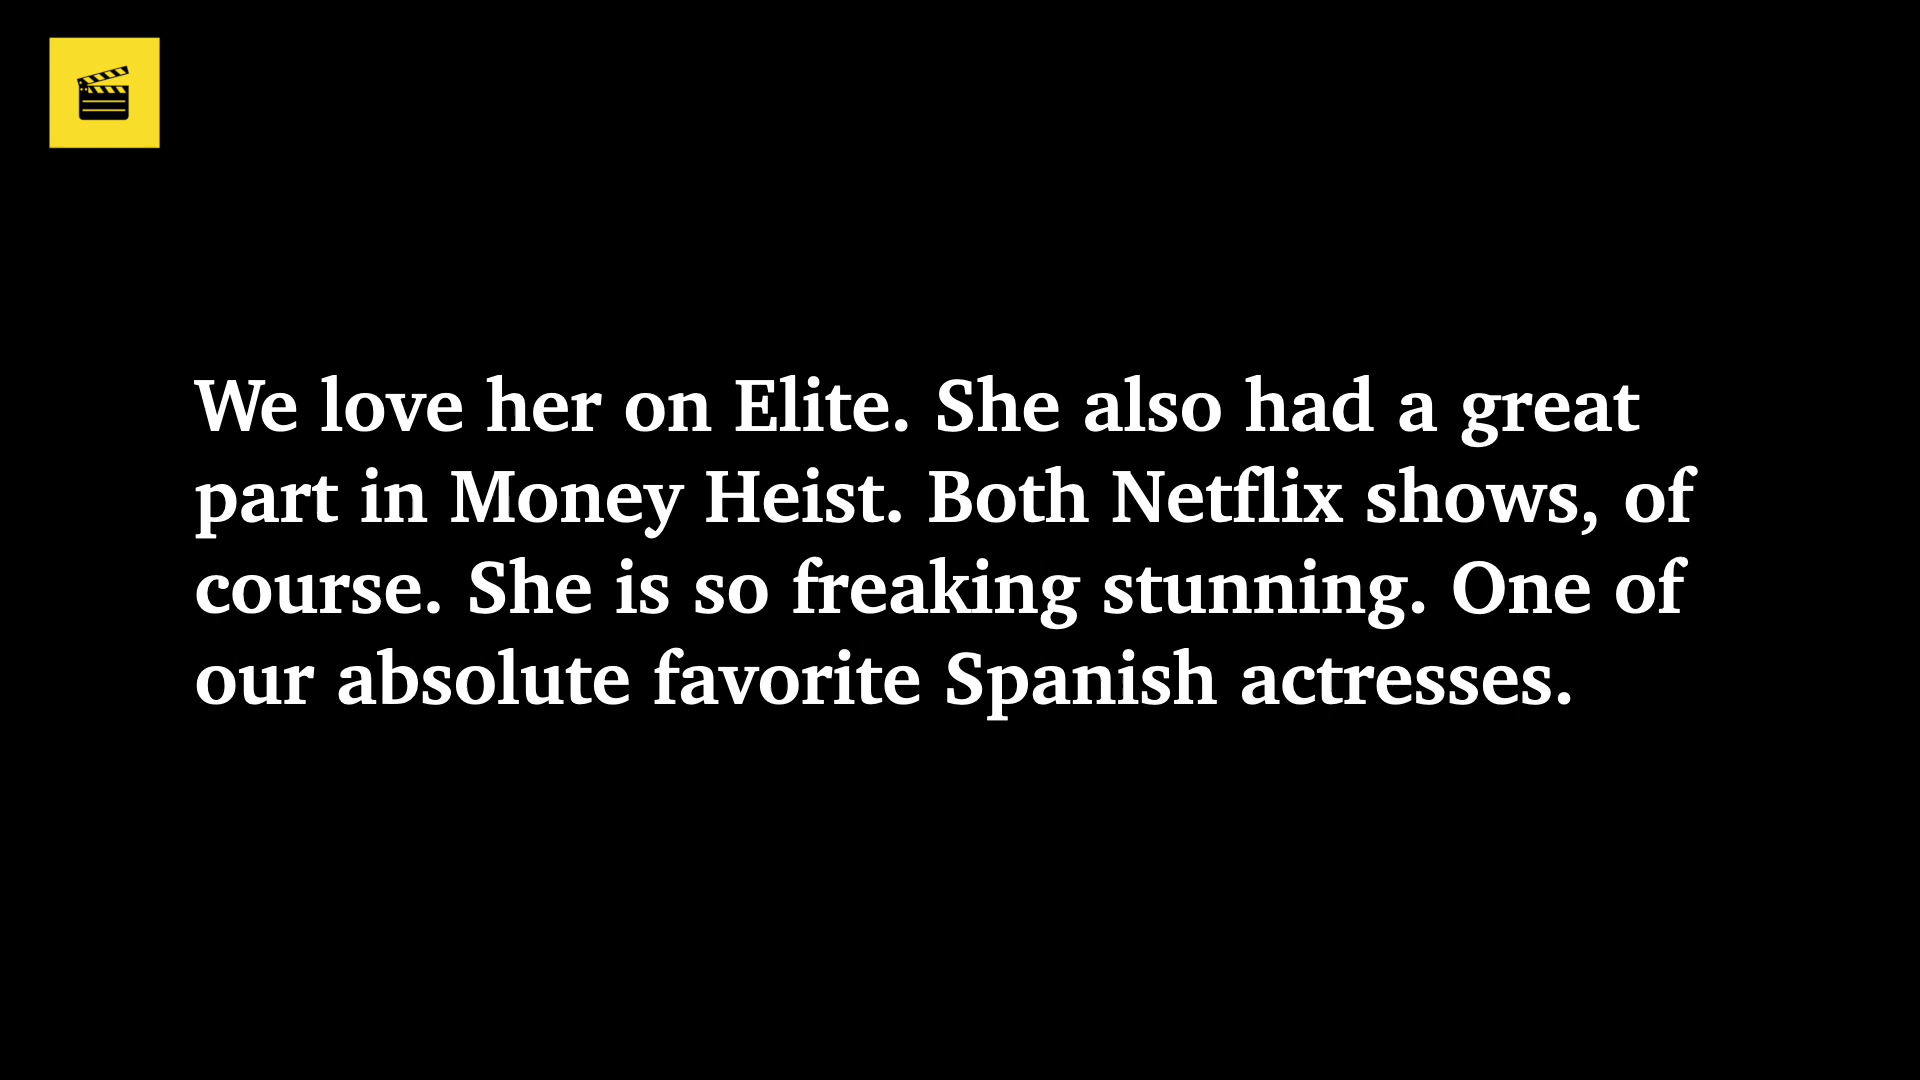 We love her on Elite. She also had a great
part in Money Heist. Both Netflix shows, of
course. She is so freaking stunning. One of
our absolute favorite Spanish actresses.